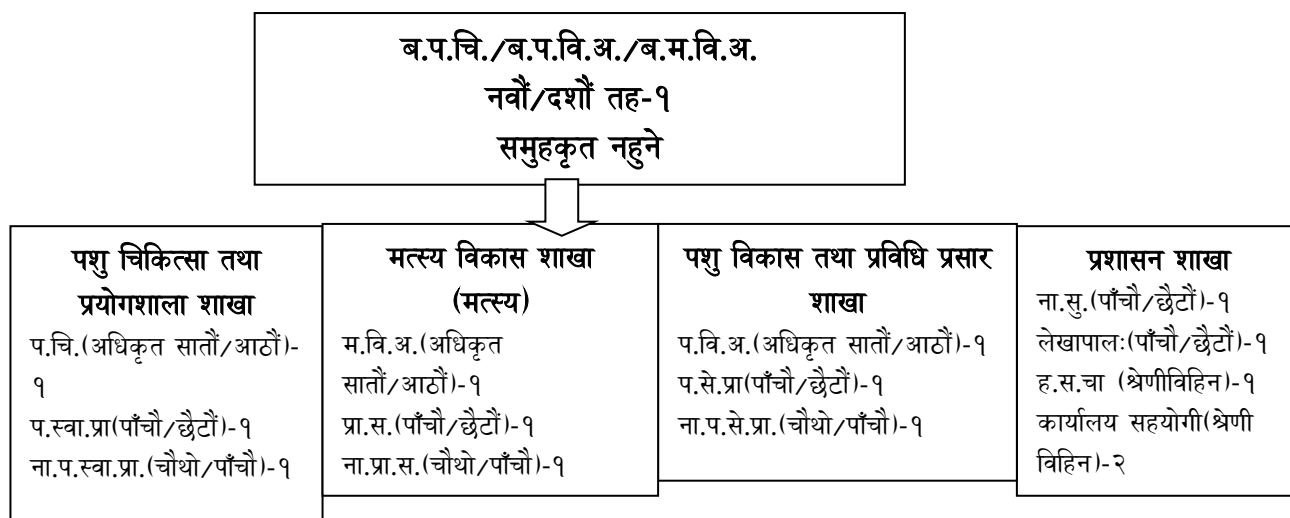 ब.प.चि./ब.प.वि.अ./ब.म.वि.अ.
नवौं/दशौं तह-१
समुहकृत नहुने
पशु चिकित्सा तथा
प्रयोगशाला शाखा
प.चि.(अधिकृत सातौं/आठौं)-
१
प.स्वा.प्रा(पाँचौ/छैटौं)-१
ना.प.स्वा.प्रा.(चौथो/पाँचौ)-१
मत्स्य विकास शाखा
(मत्स्य)
म.वि.अ.(अधिकृत
सातौं/आठौं)-१
प्रा.स.(पाँचौ/छैटौं)-१
ना.प्रा.स.(चौथो/पाँचौ)-१
पशु विकास तथा प्रविधि प्रसार
शाखा
प.वि.अ.(अधिकृत सातौं/आठौं)-१
प.से.प्रा(पाँचौ/छैटौं)-१
ना.प.से.प्रा.(चौथो/पाँचौ)-१
प्रशासन शाखा
ना.सु.(पाँचौ/छैटौं)-१
लेखापालः(पाँचौ/छैटौं)-१
ह.स.चा (श्रेणीविहिन)-१
कार्यालय सहयोगी(श्रेणी
विहिन)-२